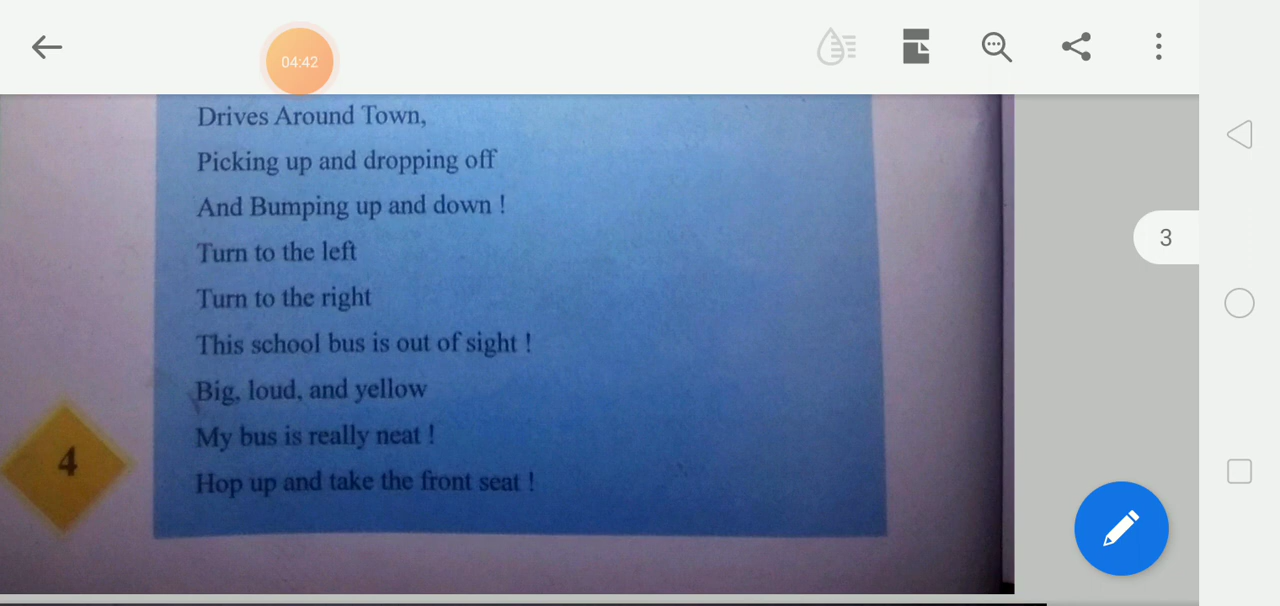 04:42
Drives Around Town,
Picking up and dropping off
And Bumping up and down !
Turn to the left
Turn to the right
3
This school bus is out of sight !
Big, loud, and yellow
My bus is really neat !
4
Hop up and take the front seat !